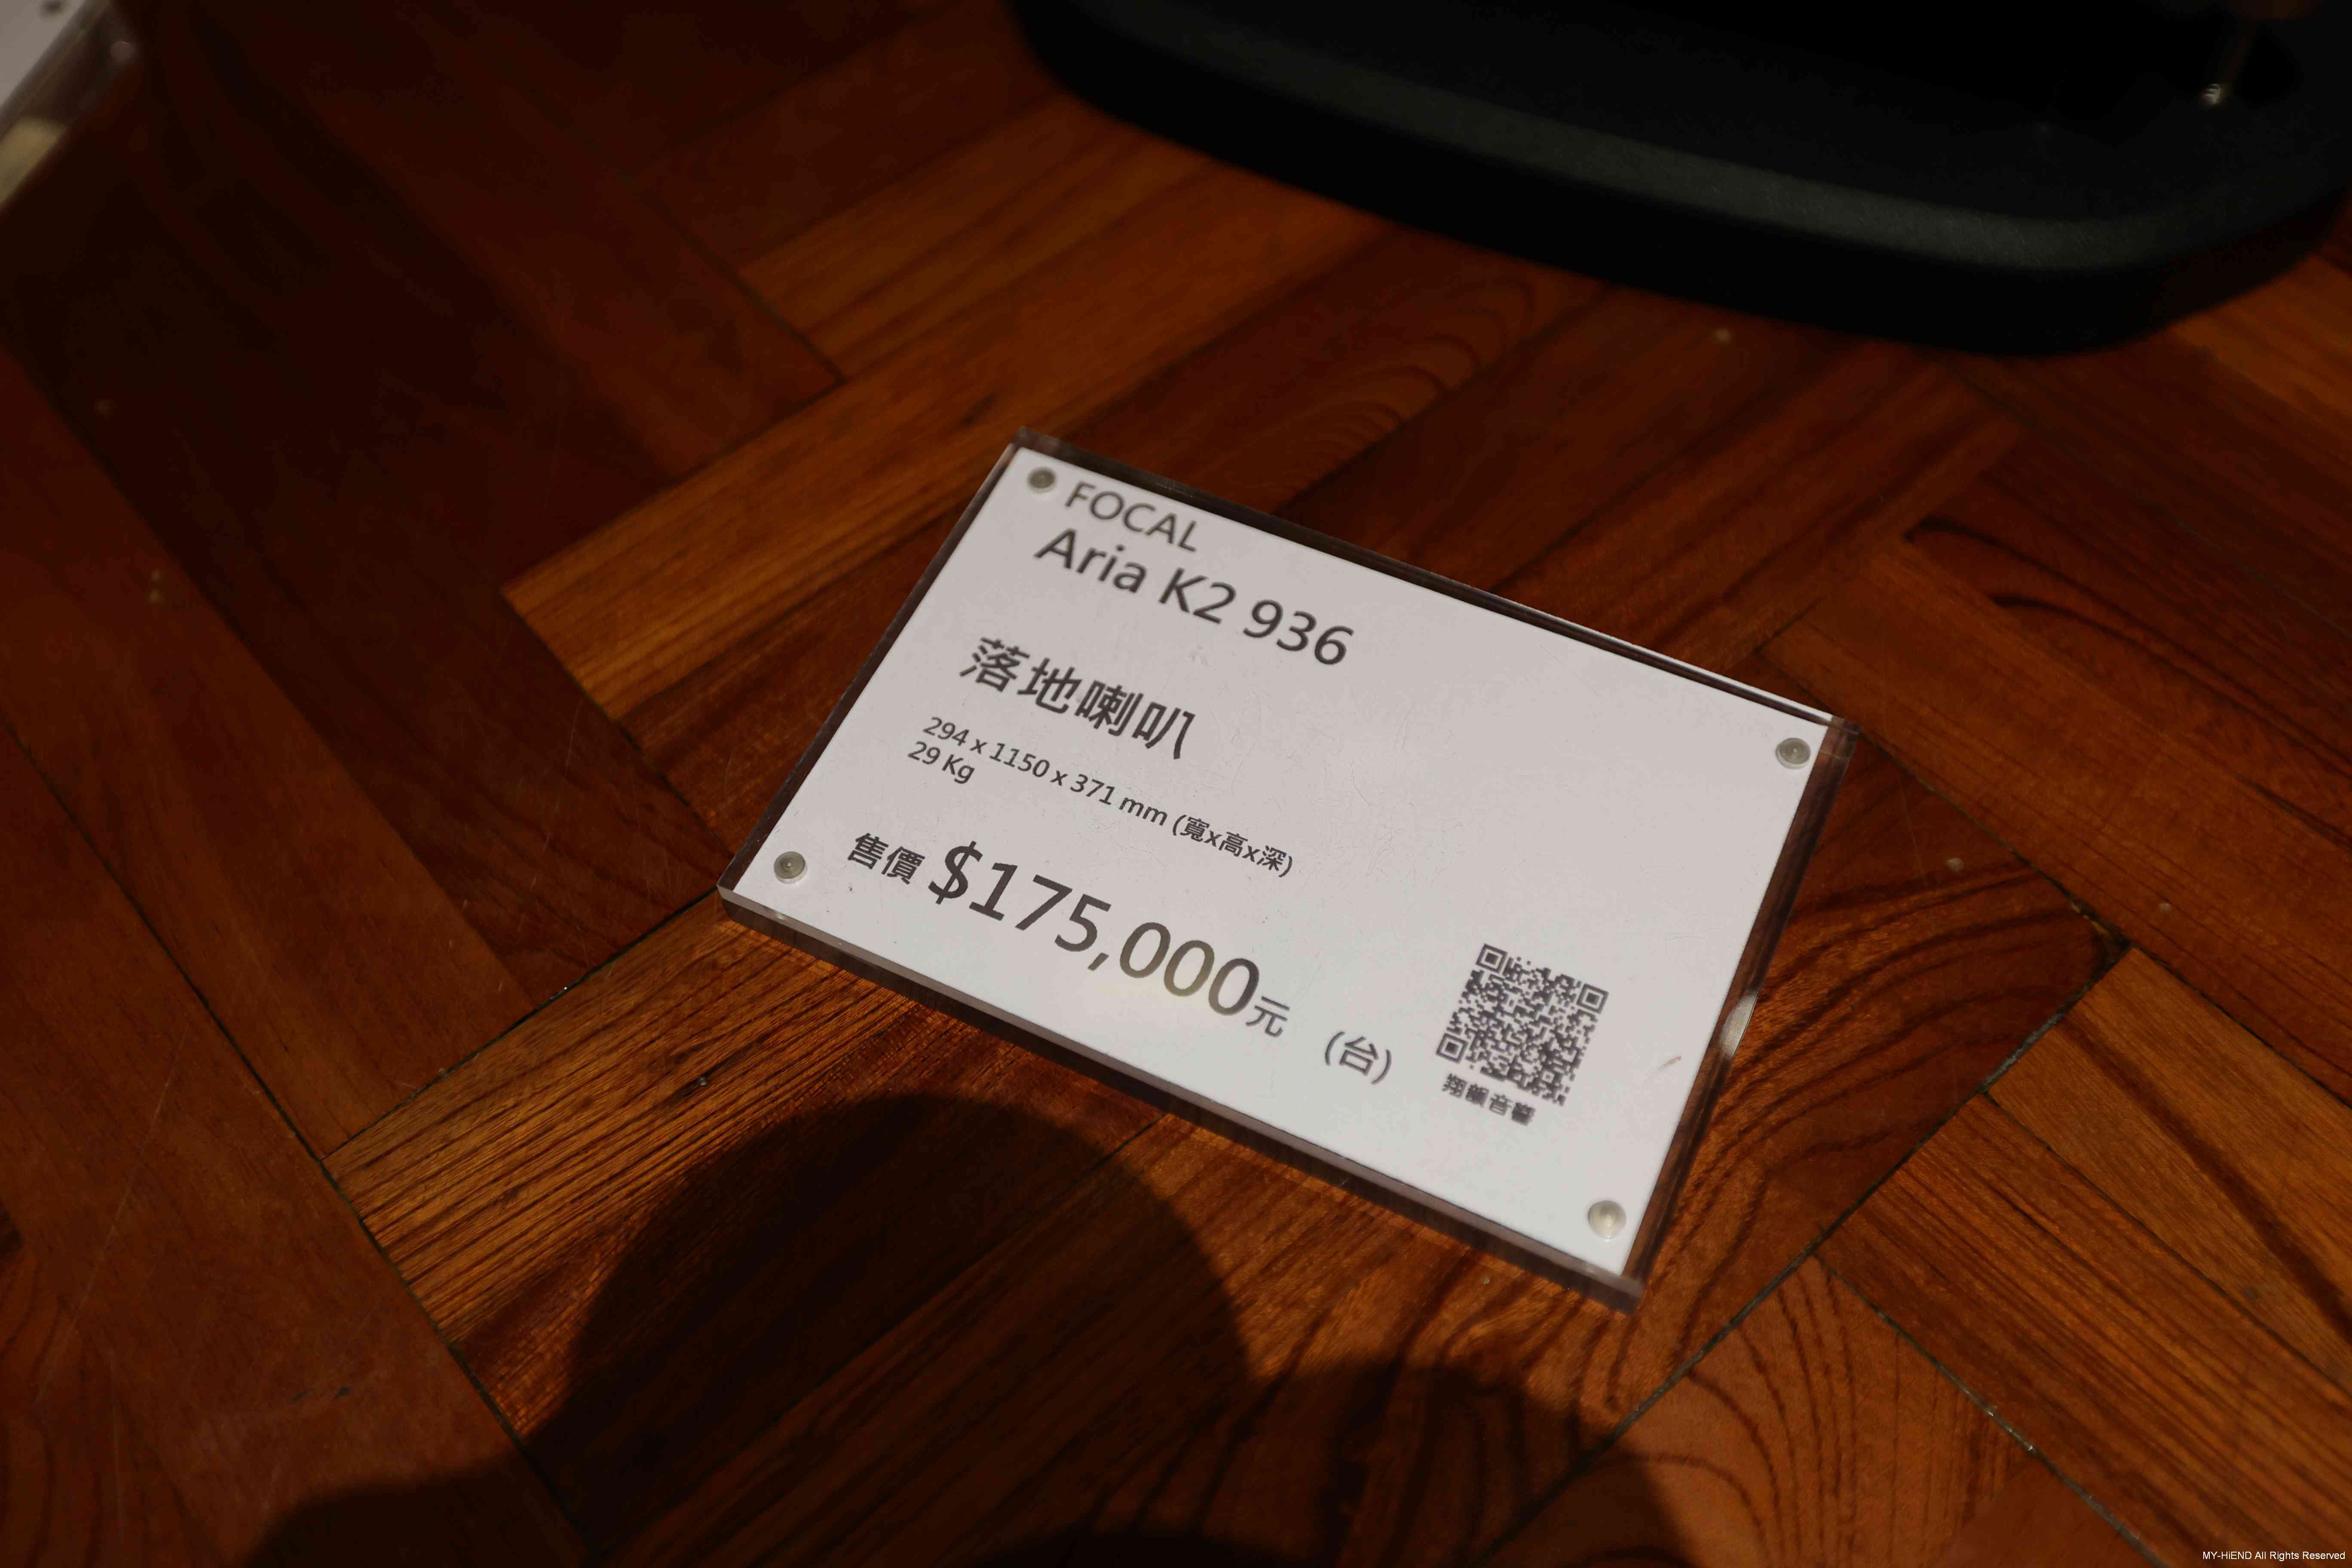 FOCAL
Aria K2 936
落地喇叭
294 x 1150 x 371 mm (寬x高x深)
29 Kg
售價 $175,000元 (台)
翔韻音響
MY-HiEND All Rights Reserved